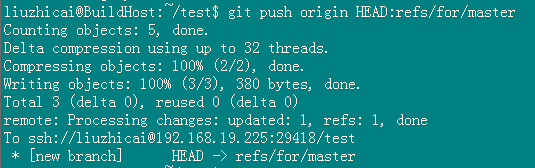 liuzhicai@BuildHost:~/test$ git push origin HEAD:refs/for/master
Counting objects: 5, done.
Delta compression using up to 32 threads.
Compressing objects: 100% (2/2), done.
Writing objects: 100% (3/3), 380 bytes, done.
Total 3 (delta 0), reused 0 (delta 0)
remote: Processing changes: updated: 1, refs: 1, done
To ssh://liuzhicai@192.168.19.225:29418/test
 * [new branch]      HEAD -> refs/for/master